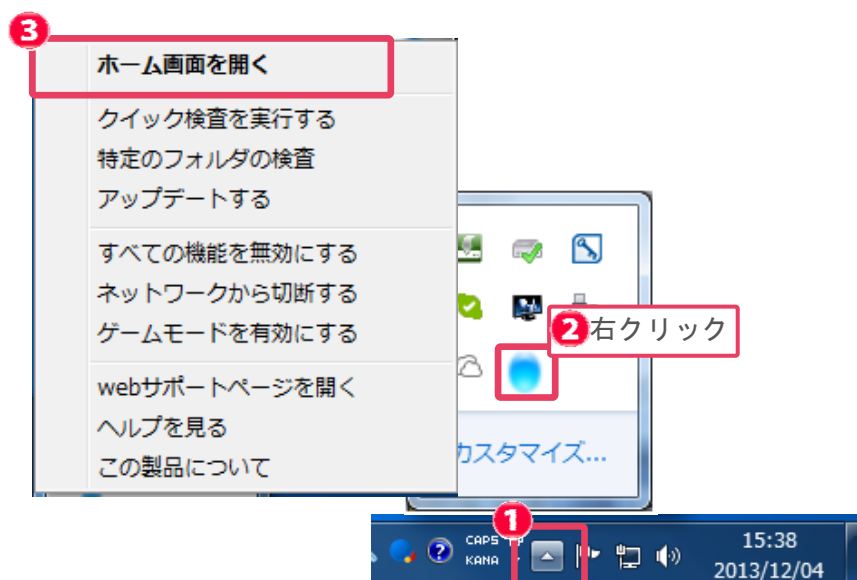 3
ホーム画面を開く
クイック検査を実行する
特定のフォルダの検査
アップデートする
すべての機能を無効にする
ネットワークから切断する
ゲームモードを有効にする
webサポートページを開く
ヘルプを見る
この製品について
2 右クリック
カスタマイズ...
1
CAPS
KANA
15:38
2013/12/04